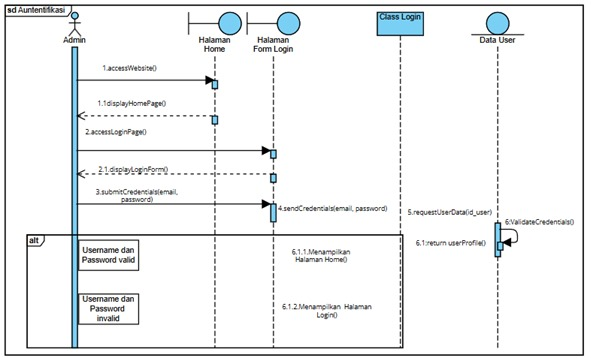 sd Auntentifikasi
Admin
Halaman
Home
Halaman
Form Login
Class Login
Data User
1.accessWebsite()
1.1displayHomePage()
2.accessLoginPage()
2.1.displayLoginForm()
3.submitCredentials(email,
password)
4.sendCredentials(email, password)
5.requestUserData(id_user)
6:ValidateCredentials()
6.1:return userProfile()
alt
Username dan
Password valid
6.1.1.Menampilkan
Halaman Home()
Username dan
Password
invalid
6.1.2.Menampilkan Halaman
Login()